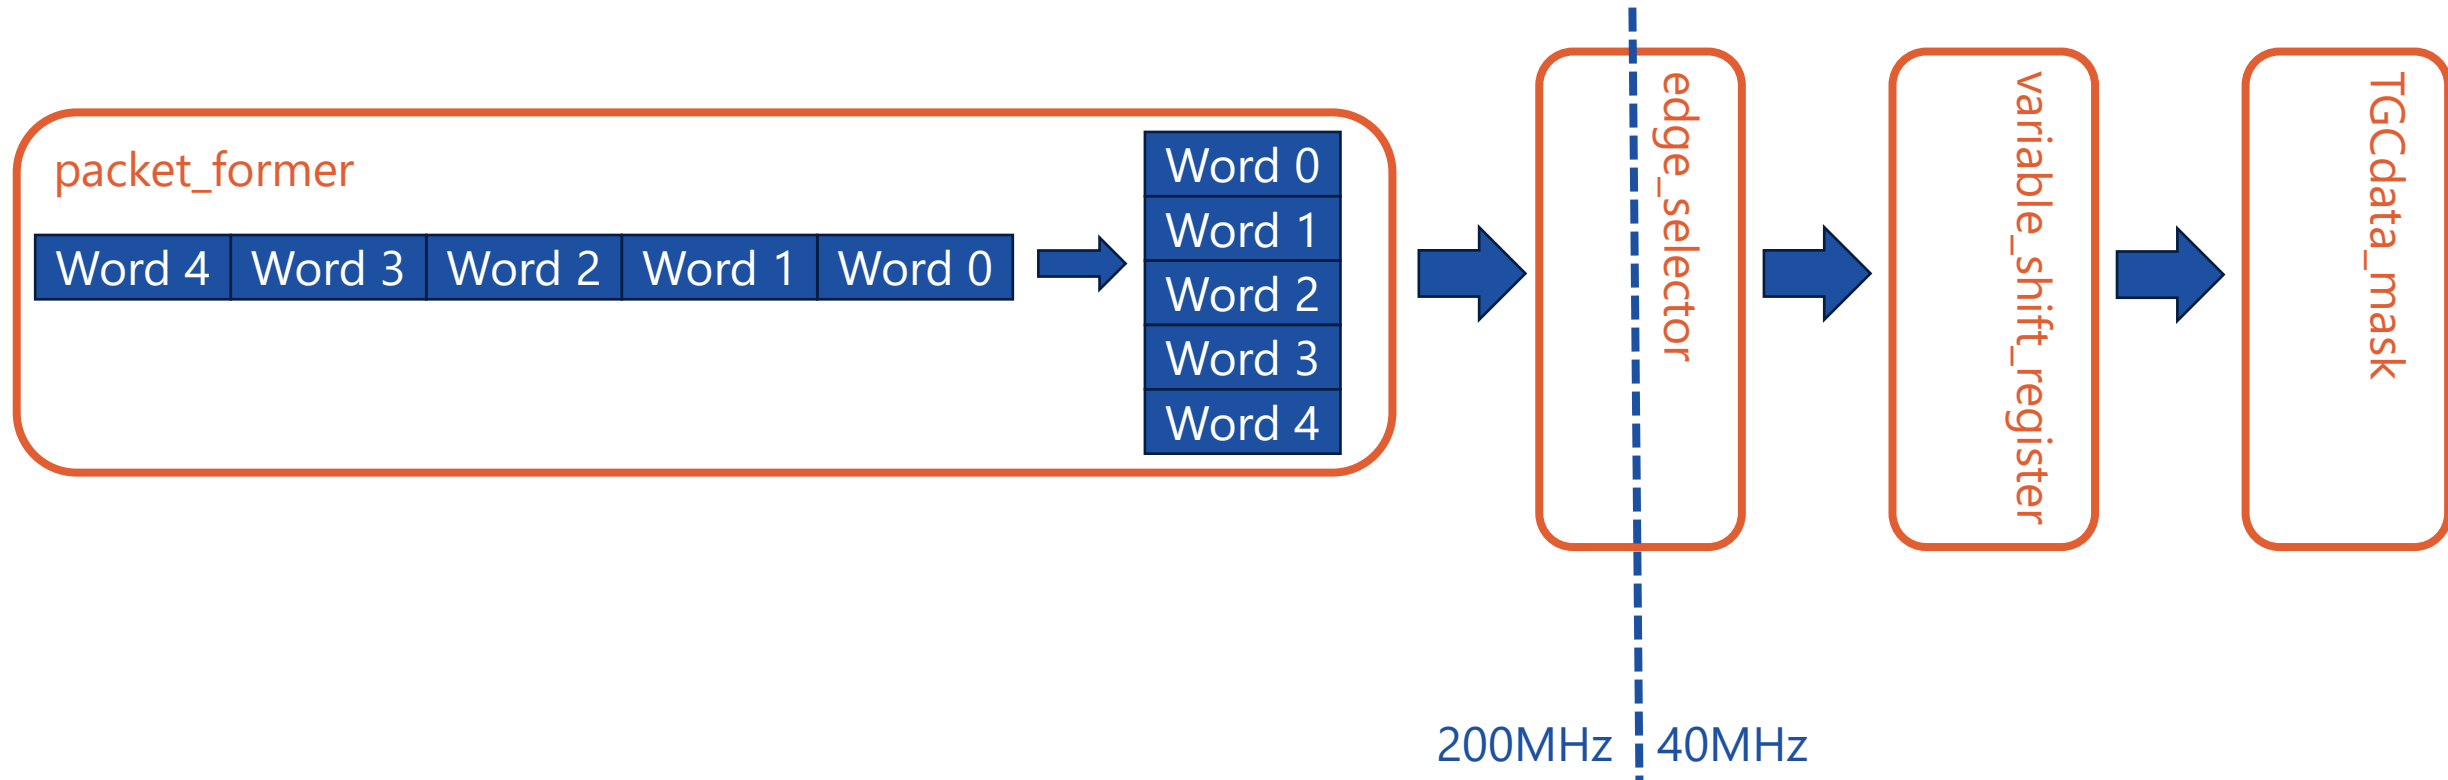 packet_former
Word 4 Word 3 Word 2 Word 1 Word 0
Word 0
Word 1
Word 2
Word 3
Word 4
edge_selector
variable_shift_register
TGCdata_mask
200MHz
40MHz